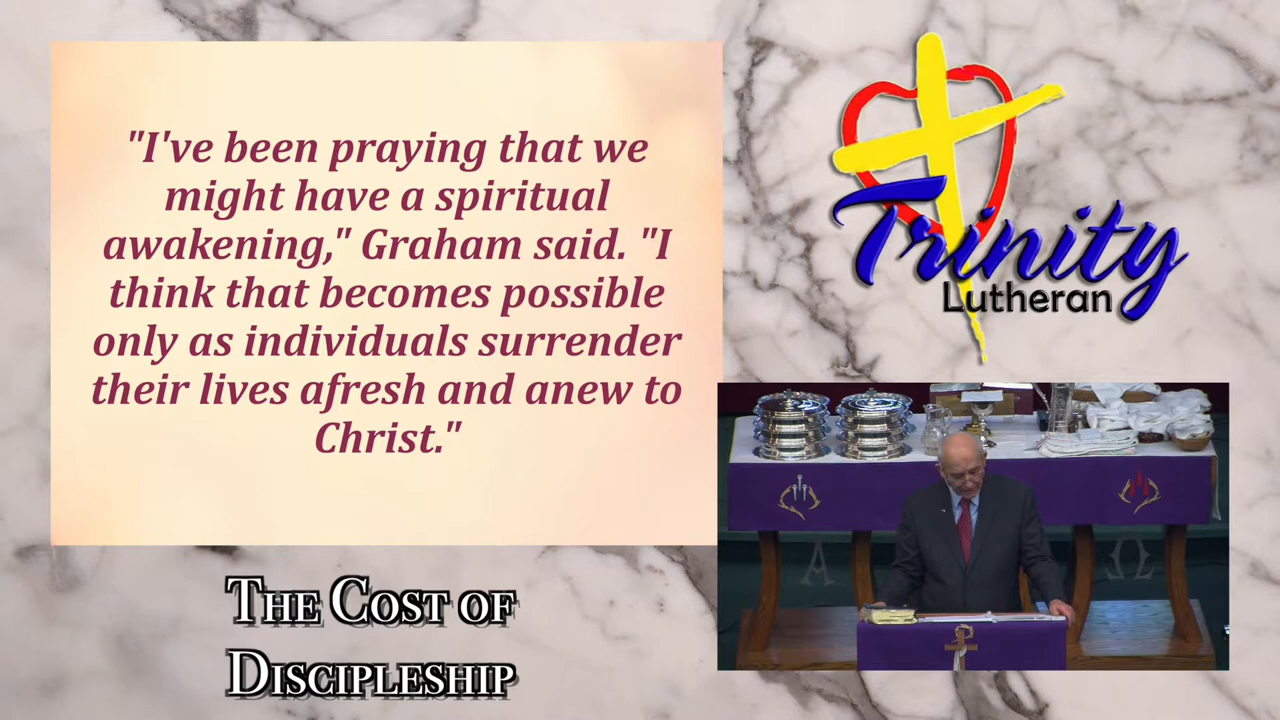 "I've been praying that we
might have a spiritual
awakening," Graham said. "I
think that becomes possible
only as individuals surrender
their lives afresh and anew to
Christ."
The Cost of
Discipleship
Trinity
Lutheran
Α Ω